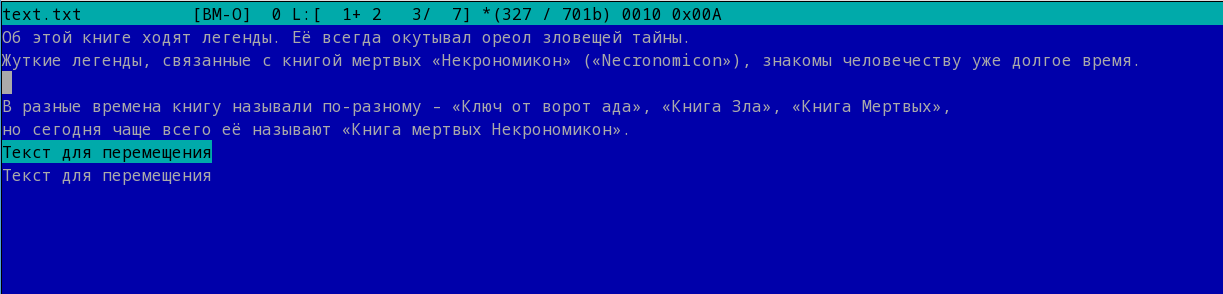 text.txt           [BM-O]  0 L:[  1+ 2   3/  7] *(327 / 701b) 0010 0x00A
Об этой книге ходят легенды. Её всегда окутывал ореол зловещей тайны.
Жуткие легенды, связанные с книгой мертвых «Некрономикон» («Necronomicon»), знакомы человечеству уже долгое время.
В разные времена книгу называли по-разному – «Ключ от ворот ада», «Книга Зла», «Книга Мертвых»,
но сегодня чаще всего её называют «Книга мертвых Некрономикон».
Текст для перемещения
Текст для перемещения